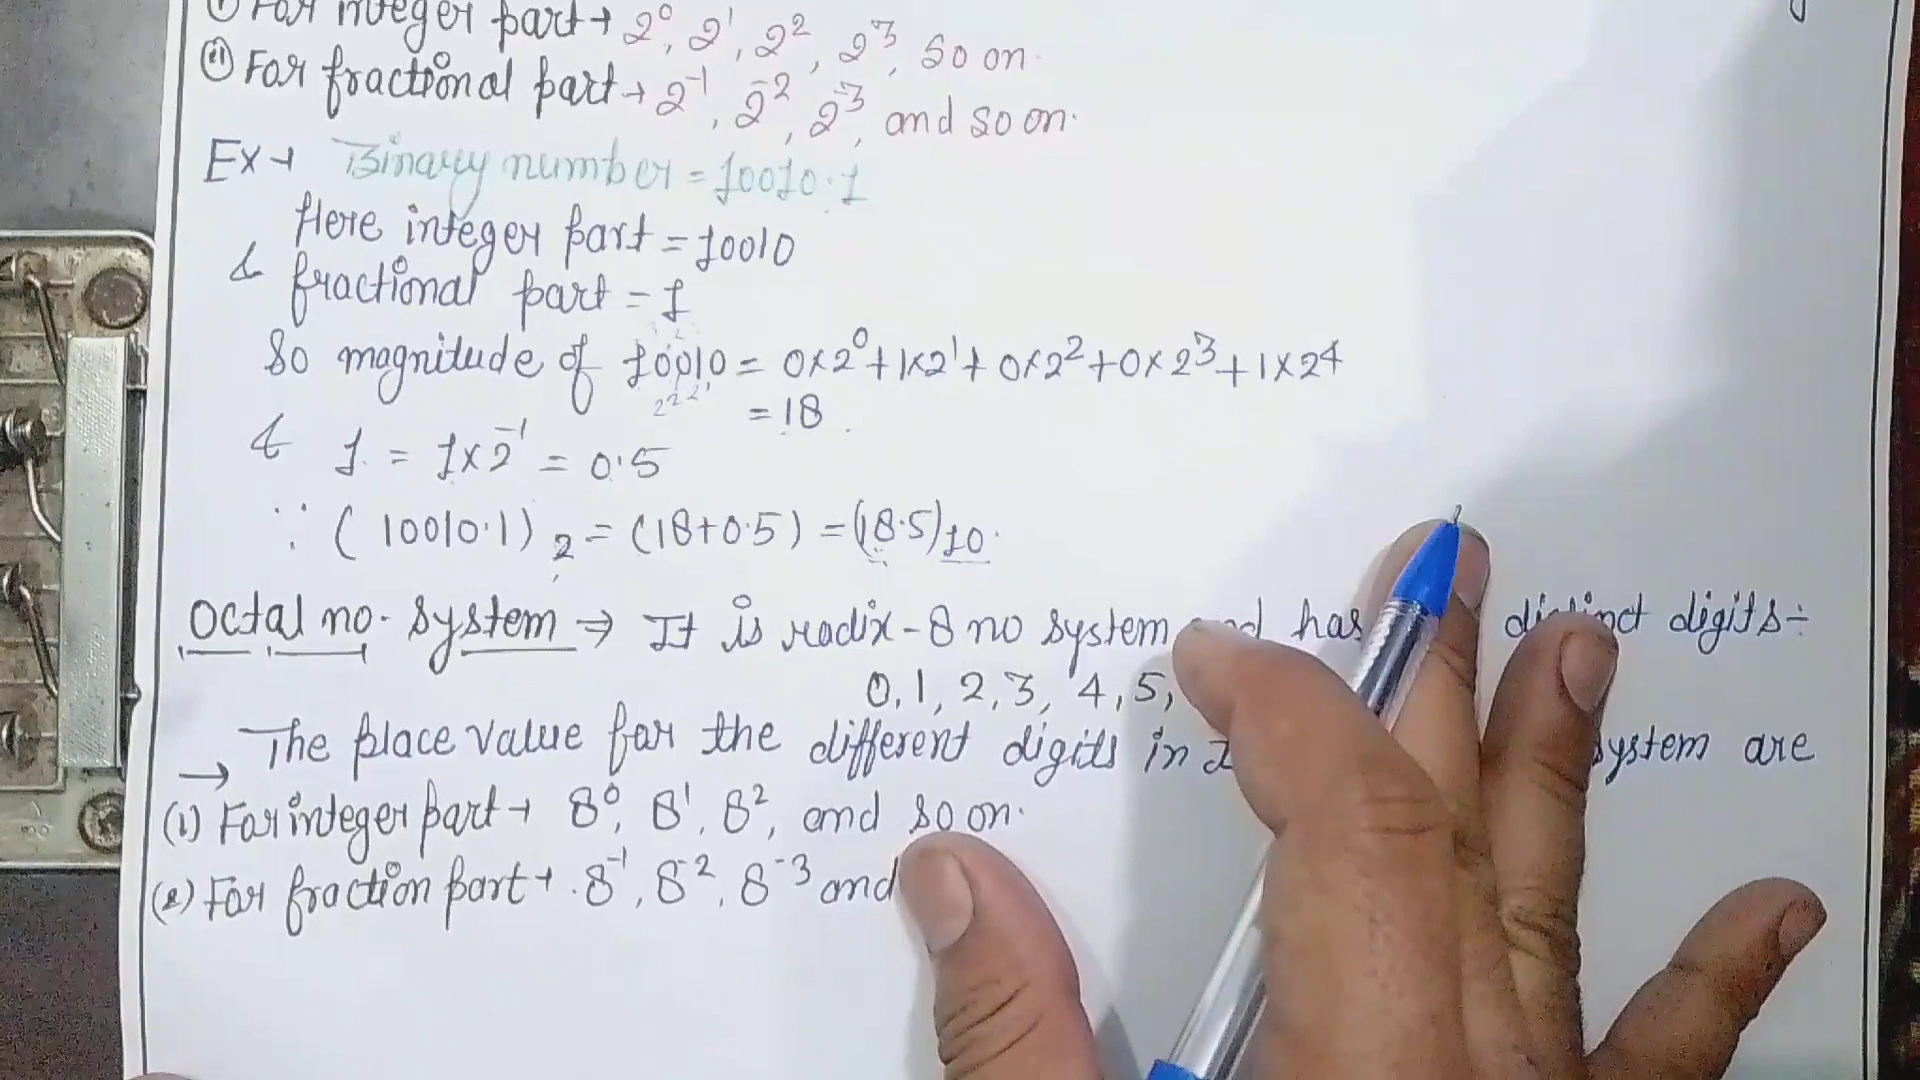 (i) For integer part → 2⁰, 2¹, 2², 2³, so on.
(ii) For fractional part → 2⁻¹, 2⁻², 2⁻³, and so on.
Ex → Binary number = 10010.1
Here integer part = 10010
& fractional part = 1
So magnitude of 10010 = 0×2⁰+1×2¹+0×2²+0×2³+1×2⁴
= 18
& 1. = 1×2⁻¹ = 0.5
∵ (10010.1)₂ = (18+0.5) = (18.5)₁₀.
Octal no. system ⇒ It is radix-8 no system and has distinct digits÷
0, 1, 2, 3, 4, 5,
→ The place value for the different digits in system are
(1) For integer part → 8⁰, 8¹, 8², and so on.
(2) For fraction part → .8⁻¹, 8⁻², 8⁻³ and